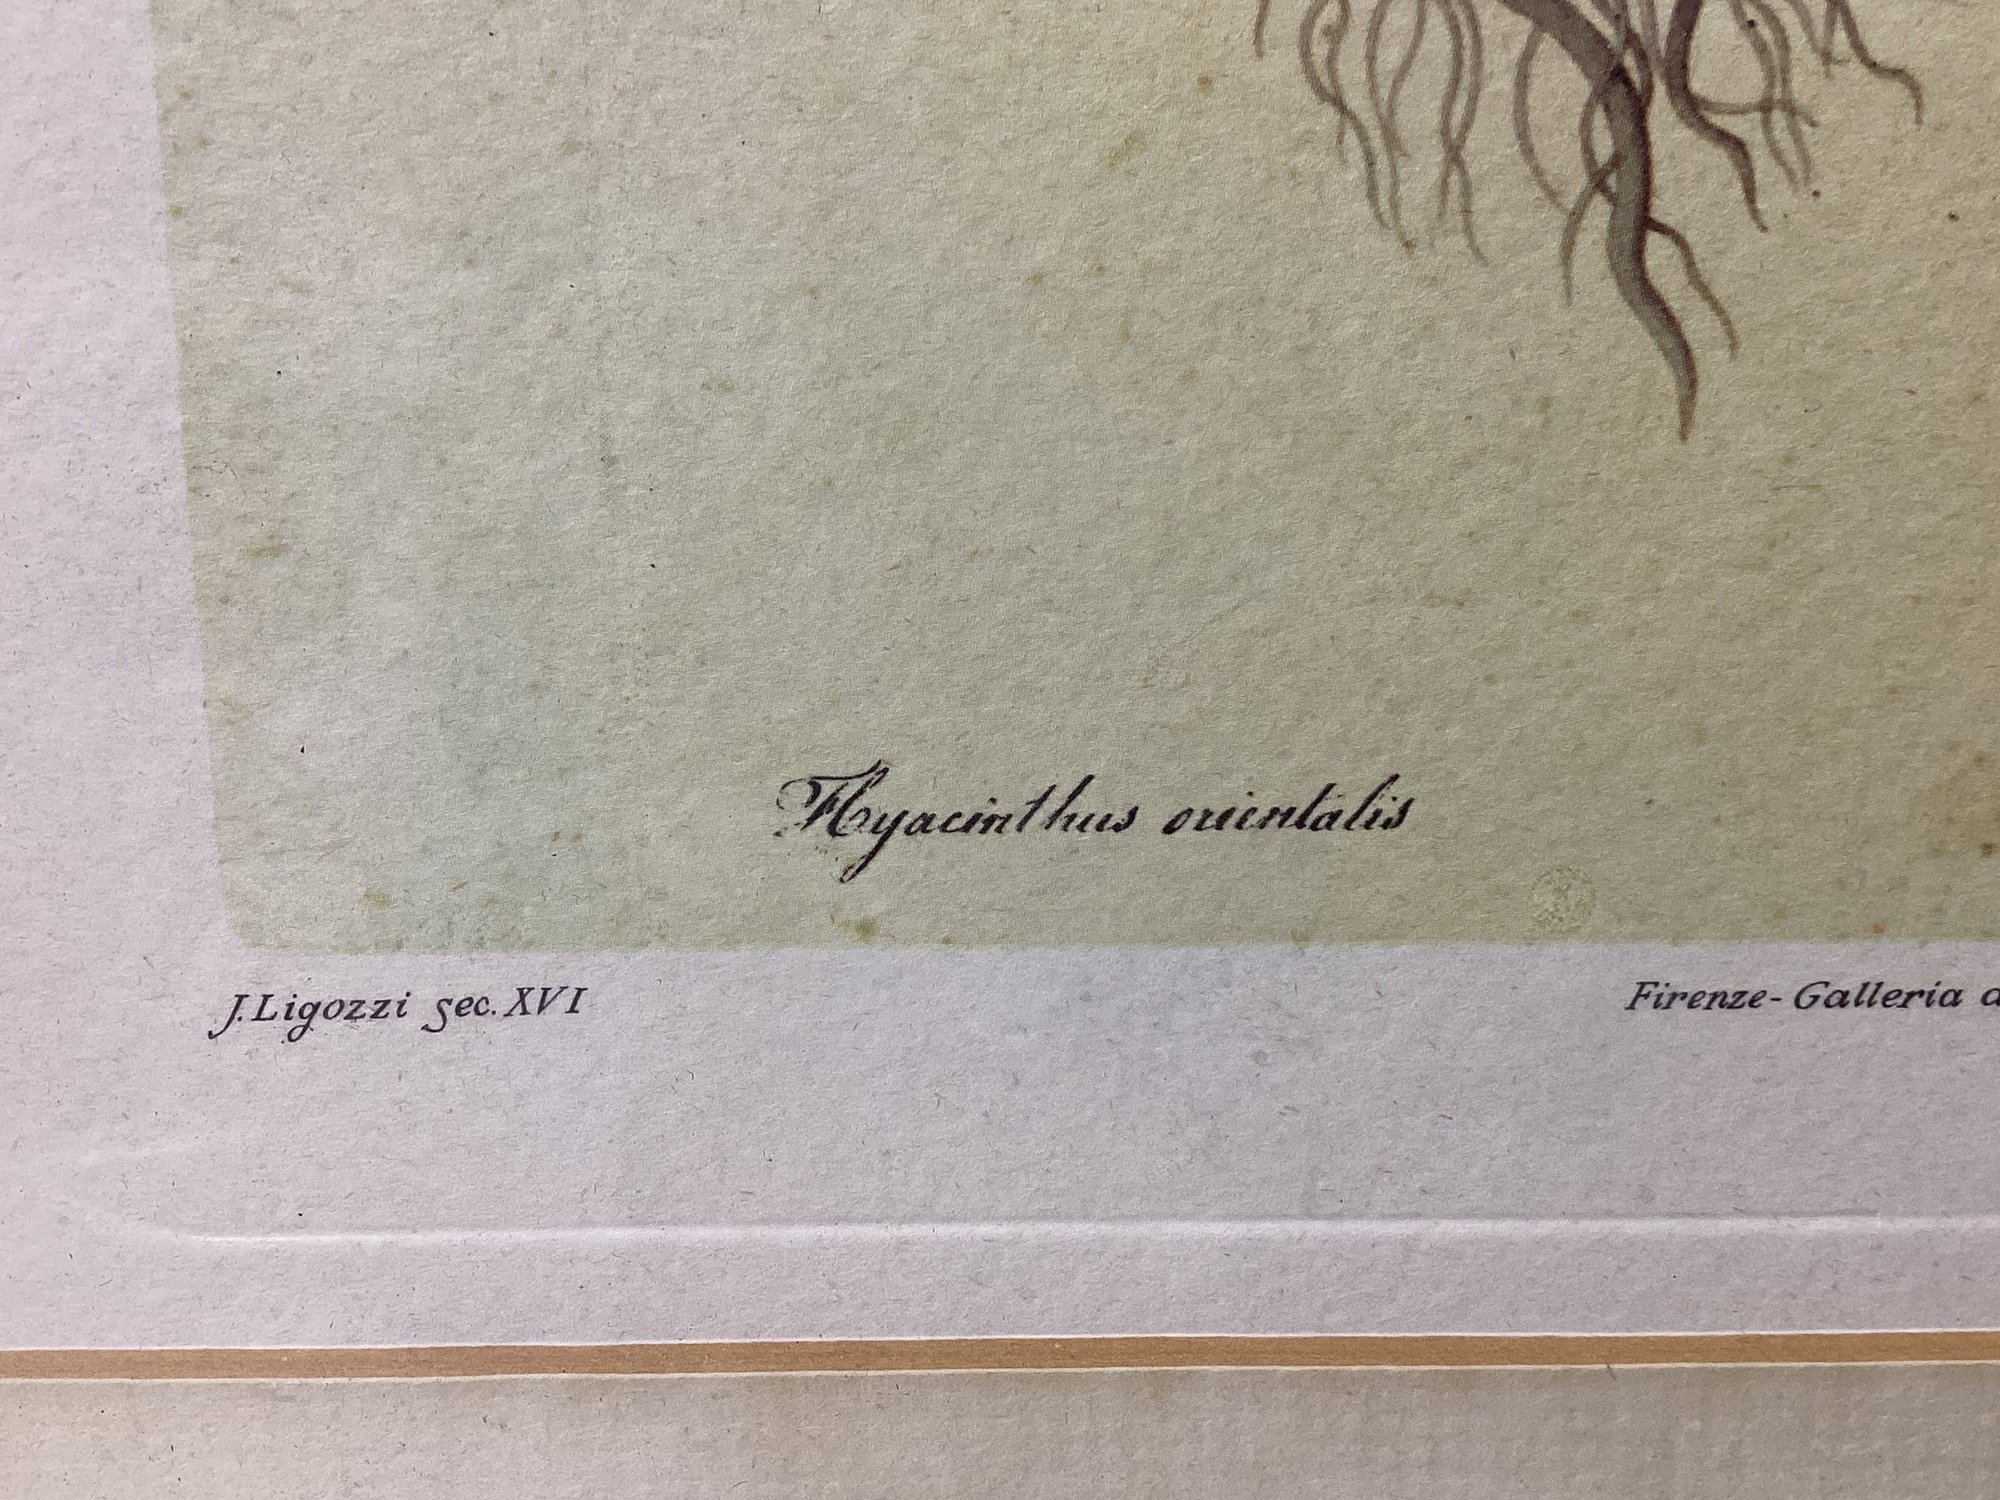 Hyacinthus orientalis
J. Ligozzi sec. XVI
Firenze - Galleria